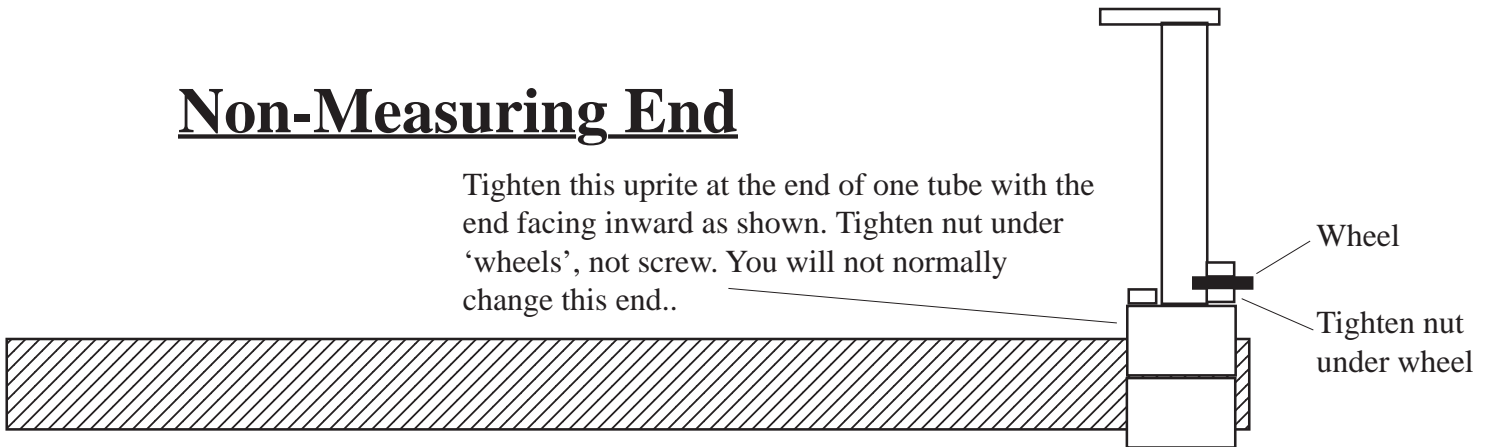 Non-Measuring End
Tighten this uprite at the end of one tube with the
end facing inward as shown. Tighten nut under
‘wheels’, not screw. You will not normally
change this end..
Wheel
Tighten nut
under wheel